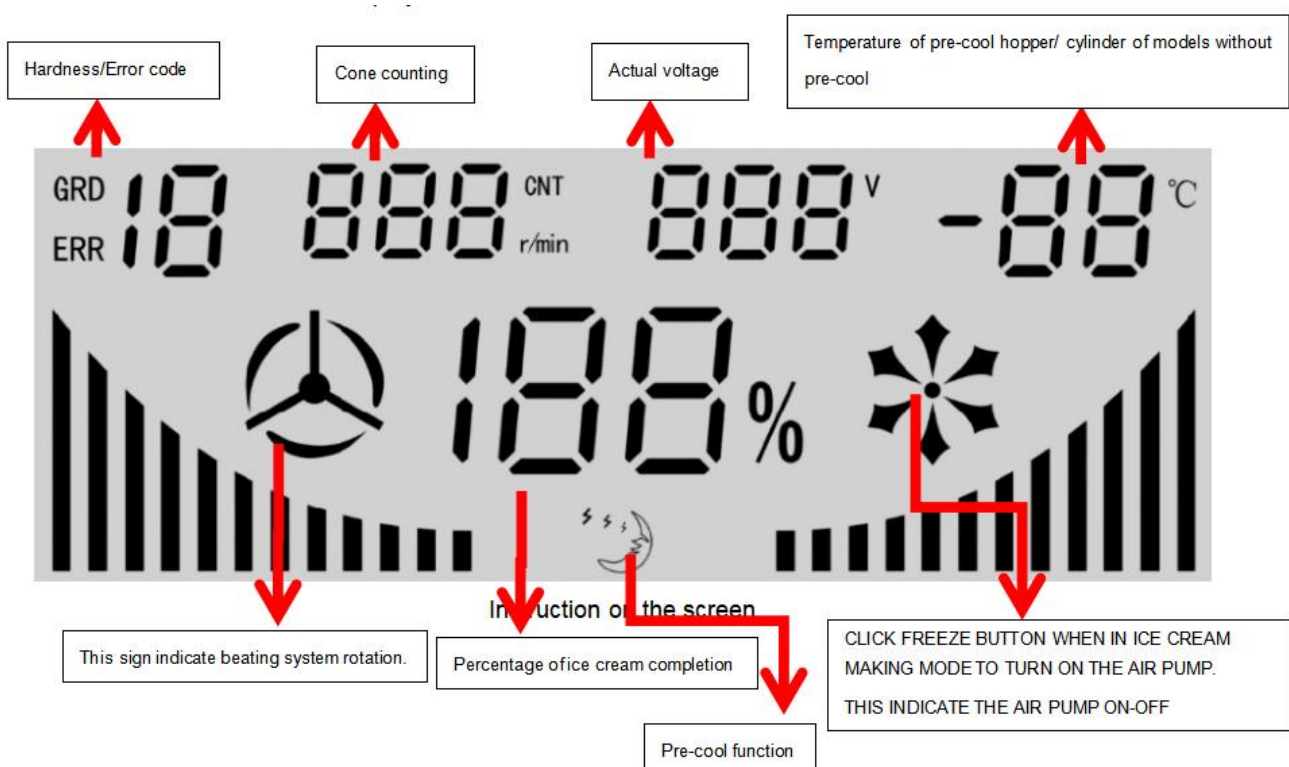 Hardness/Error code
Cone counting
Actual voltage
Temperature of pre-cool hopper/ cylinder of models without
pre-cool
GRD
ERR
18
888
CNT
r/min
888
V
-88
℃
188
%
on the screen
This sign indicate beating system rotation.
Percentage of ice cream completion
CLICK FREEZE BUTTON WHEN IN ICE CREAM
MAKING MODE TO TURN ON THE AIR PUMP.
THIS INDICATE THE AIR PUMP ON-OFF
Pre-cool function